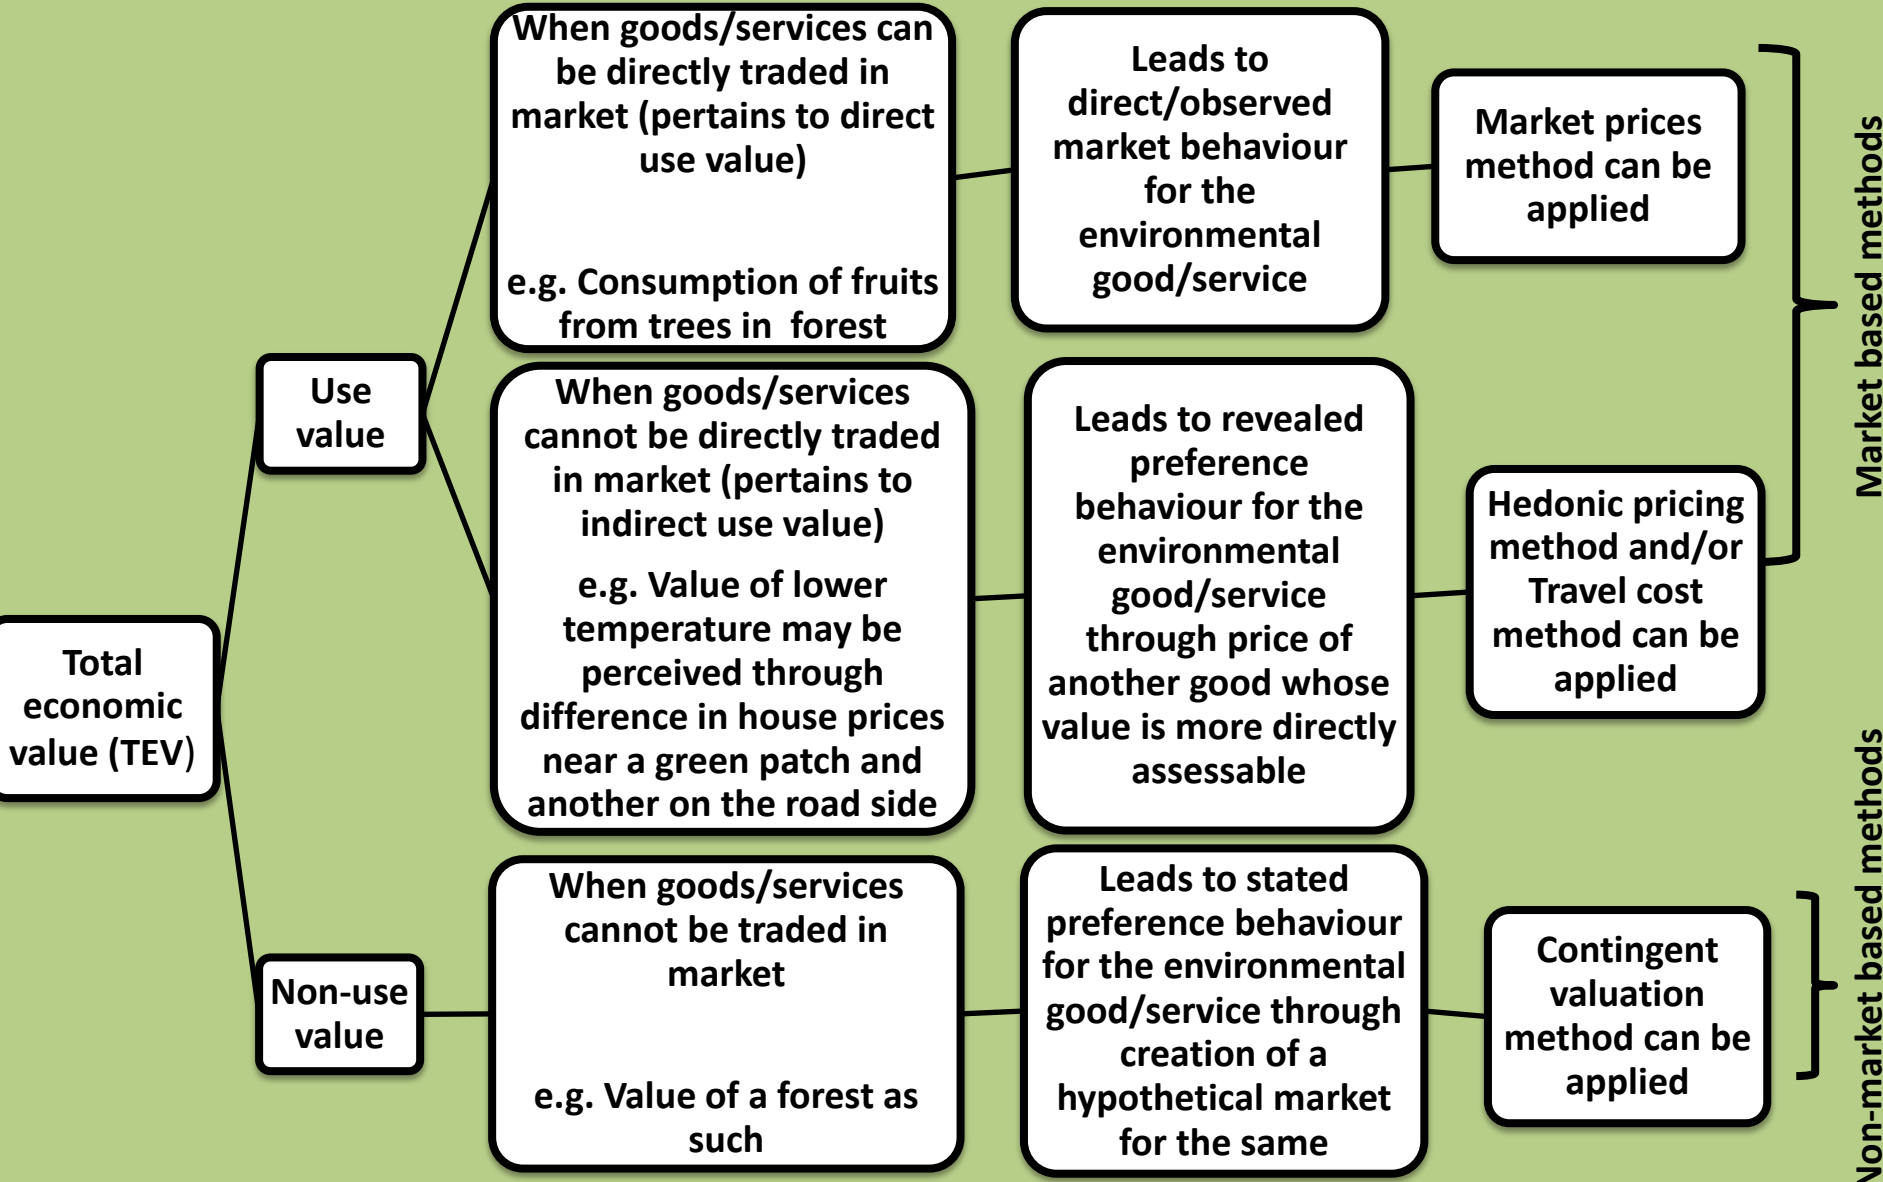 Total
economic
value (TEV)
Use
value
Non-use
value
When goods/services can
be directly traded in
market (pertains to direct
use value)
e.g. Consumption of fruits
from trees in forest
Leads to
direct/observed
market behaviour
for the
environmental
good/service
Market prices
method can be
applied
When goods/services
cannot be directly traded
in market (pertains to
indirect use value)
e.g. Value of lower
temperature may be
perceived through
difference in house prices
near a green patch and
another on the road side
Leads to revealed
preference
behaviour for the
environmental
good/service
through price of
another good whose
value is more directly
assessable
Hedonic pricing
method and/or
Travel cost
method can be
applied
When goods/services
cannot be traded in
market
e.g. Value of a forest as
such
Leads to stated
preference behaviour
for the environmental
good/service through
creation of a
hypothetical market
for the same
Contingent
valuation
method can be
applied
Market based methods
Non-market based methods